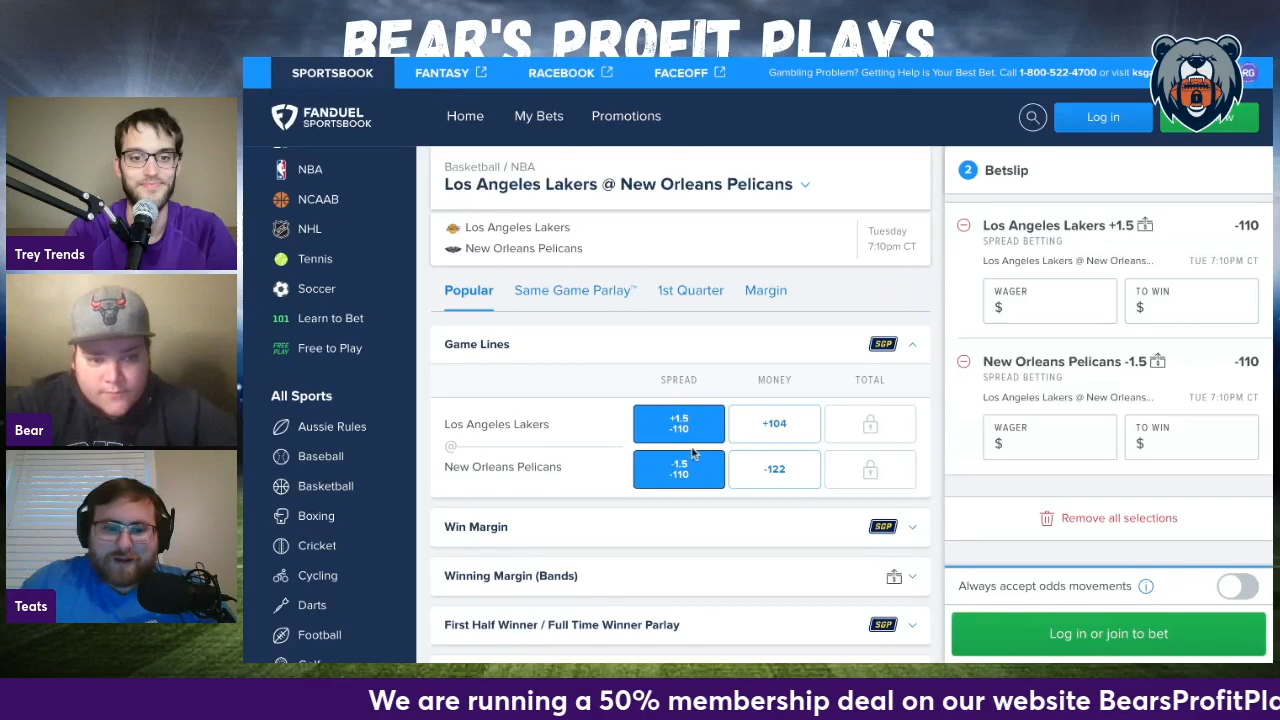 BEAR'S PROFIT PLAYS
SPORTSBOOK
FANTASY
RACEBOOK
FACEOFF
Gambling Problem? Getting Help is Your Best Bet. Call 1-800-522-4700 or visit
RG
FANDUEL
SPORTSBOOK
Home
My Bets
Promotions
Log in
NBA
NCAAB
NHL
Tennis
Soccer
101 Learn to Bet
FREE PLAY Free to Play
All Sports
Aussie Rules
Baseball
Basketball
Boxing
Cricket
Cycling
Darts
Football
Basketball / NBA
Los Angeles Lakers @ New Orleans Pelicans
Los Angeles Lakers
New Orleans Pelicans
Tuesday
7:10pm CT
Popular
Same Game Parlay™
1st Quarter
Margin
Game Lines
SGP
SPREAD
MONEY
TOTAL
Los Angeles Lakers
+1.5
-110
+104
@
New Orleans Pelicans
-1.5
-110
-122
Win Margin
SGP
Winning Margin (Bands)
First Half Winner / Full Time Winner Parlay
SGP
2 Betslip
Los Angeles Lakers +1.5
-110
SPREAD BETTING
Los Angeles Lakers @ New Orleans...
TUE 7:10PM CT
WAGER
$
TO WIN
$
New Orleans Pelicans -1.5
-110
SPREAD BETTING
Los Angeles Lakers @ New Orleans...
TUE 7:10PM CT
WAGER
$
TO WIN
$
Remove all selections
Always accept odds movements
Log in or join to bet
Trey Trends
Bear
Teats
We are running a 50% membership deal on our website